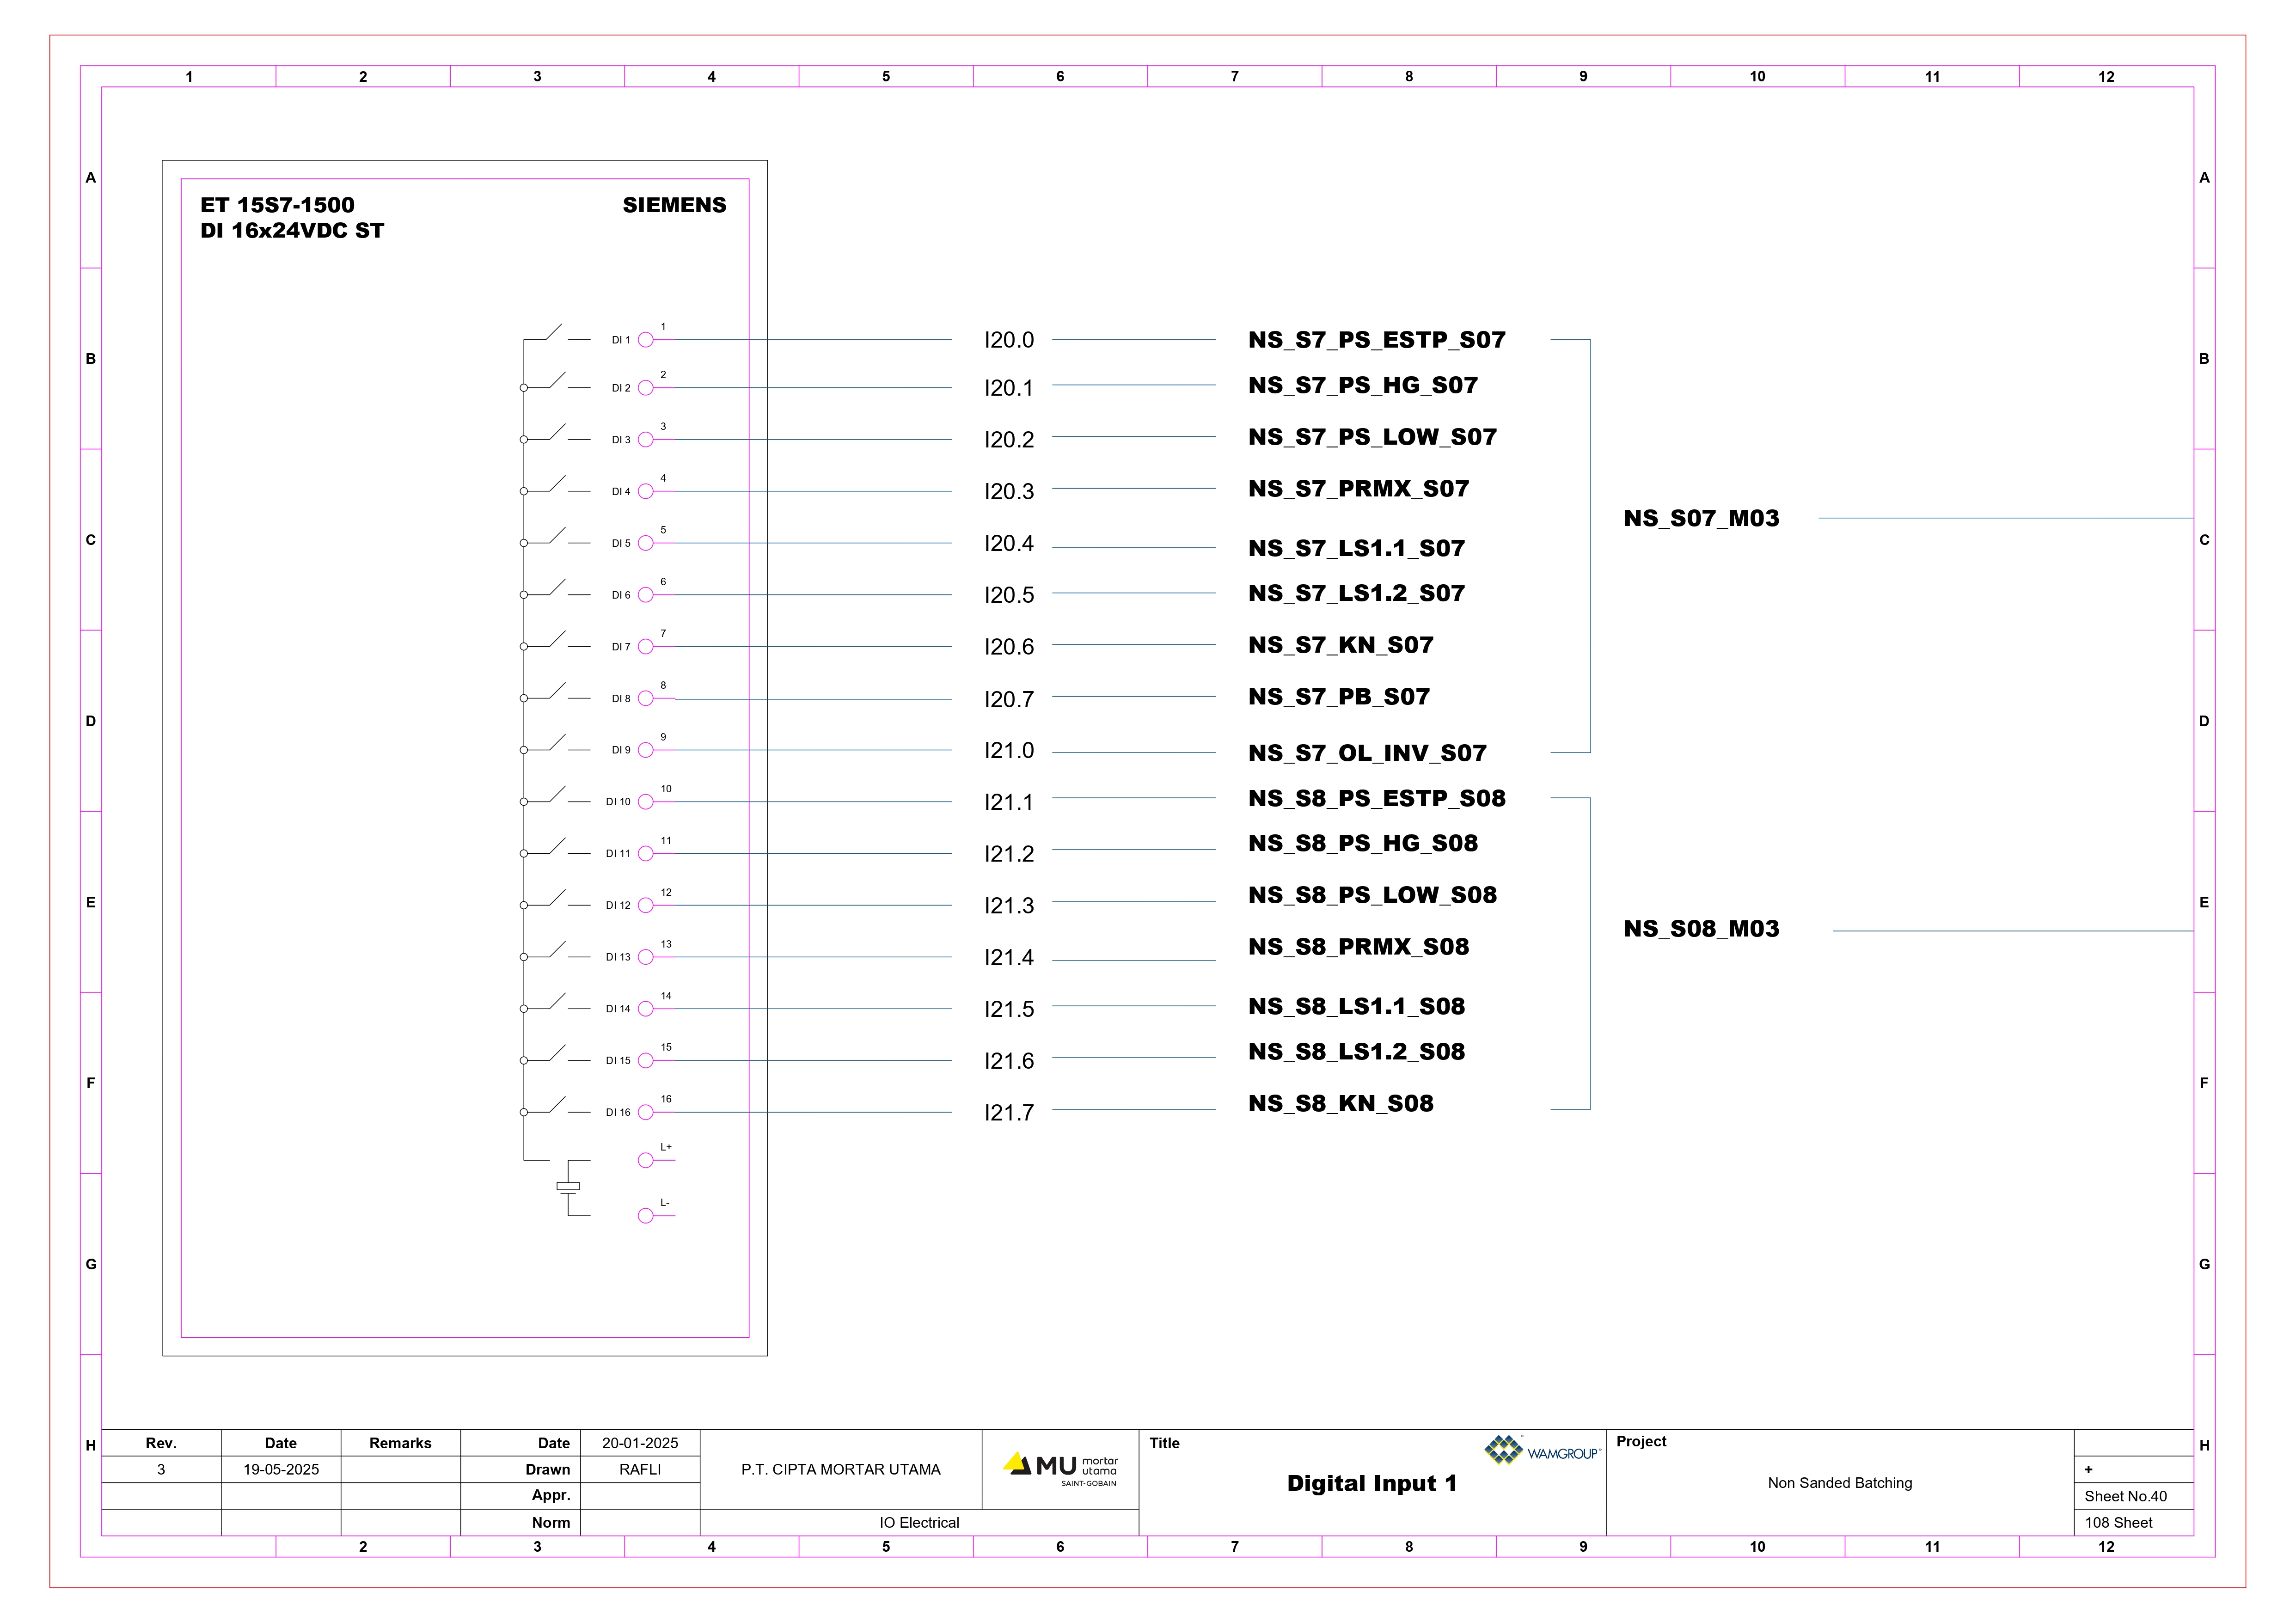 1 2 3 4 5 6 7 8 9 10 11 12
A A
B B
C C
D D
E E
F F
G G
H H
ET 15S7-1500 SIEMENS
DI 16x24VDC ST
DI 1 1 I20.0 NS_S7_PS_ESTP_S07
DI 2 2 I20.1 NS_S7_PS_HG_S07
DI 3 3 I20.2 NS_S7_PS_LOW_S07
DI 4 4 I20.3 NS_S7_PRMX_S07
NS_S07_M03
DI 5 5 I20.4 NS_S7_LS1.1_S07
DI 6 6 I20.5 NS_S7_LS1.2_S07
DI 7 7 I20.6 NS_S7_KN_S07
DI 8 8 I20.7 NS_S7_PB_S07
DI 9 9 I21.0 NS_S7_OL_INV_S07
DI 10 10 I21.1 NS_S8_PS_ESTP_S08
DI 11 11 I21.2 NS_S8_PS_HG_S08
DI 12 12 I21.3 NS_S8_PS_LOW_S08
NS_S08_M03
DI 13 13 I21.4 NS_S8_PRMX_S08
DI 14 14 I21.5 NS_S8_LS1.1_S08
DI 15 15 I21.6 NS_S8_LS1.2_S08
DI 16 16 I21.7 NS_S8_KN_S08
L+
L-
Rev. Date Remarks Date 20-01-2025
3 19-05-2025 Drawn RAFLI
Appr.
Norm
P.T. CIPTA MORTAR UTAMA
MU mortar utama
SAINT-GOBAIN
IO Electrical
Title
WAMGROUP®
Digital Input 1
Project
Non Sanded Batching
+
Sheet No.40
108 Sheet
2 3 4 5 6 7 8 9 10 11 12